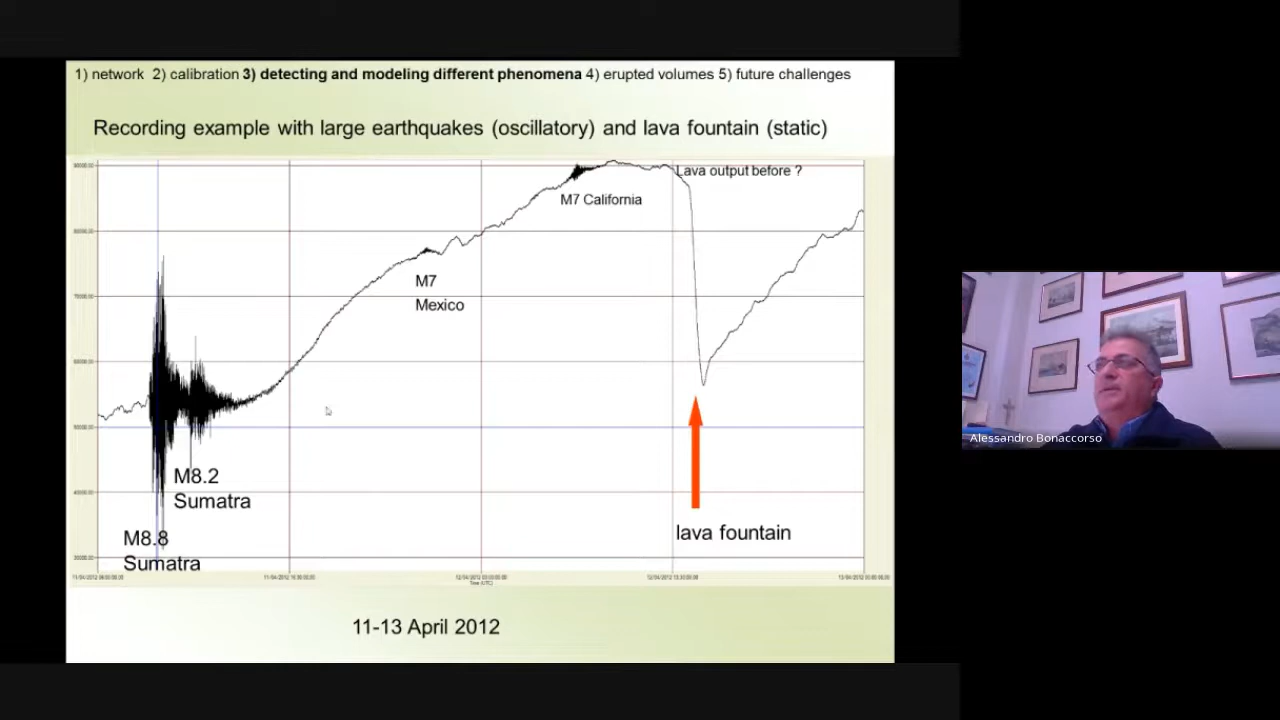 1) network 2) calibration 3) detecting and modeling different phenomena 4) erupted volumes 5) future challenges
Recording example with large earthquakes (oscillatory) and lava fountain (static)
Lava output before ?
M7 California
M7
Mexico
M8.2
Sumatra
M8.8
Sumatra
lava fountain
Time (UTC)
11-13 April 2012
Alessandro Bonaccorso